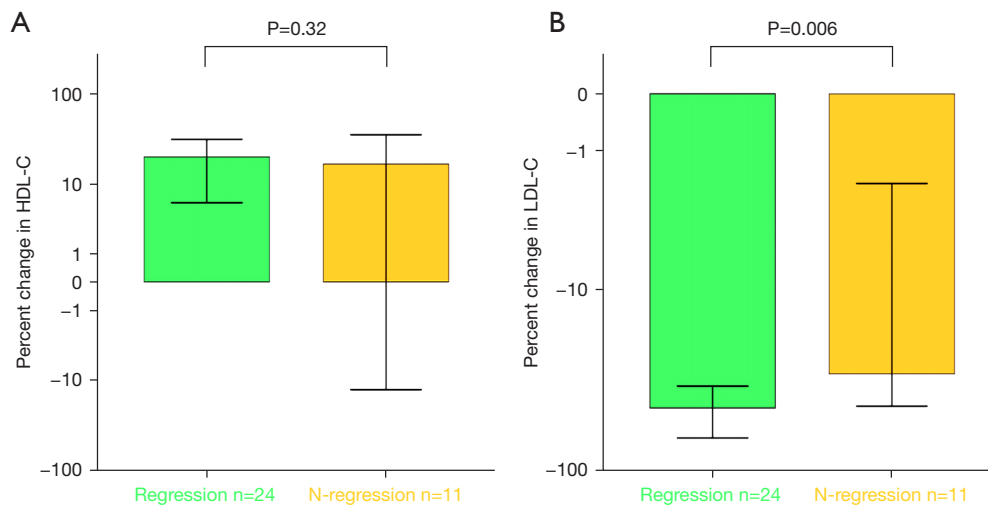 A
P=0.32
Percent change in HDL-C
100
10
1
0
−1
−10
−100
Regression n=24
N-regression n=11
B
P=0.006
Percent change in LDL-C
0
−1
−10
−100
Regression n=24
N-regression n=11